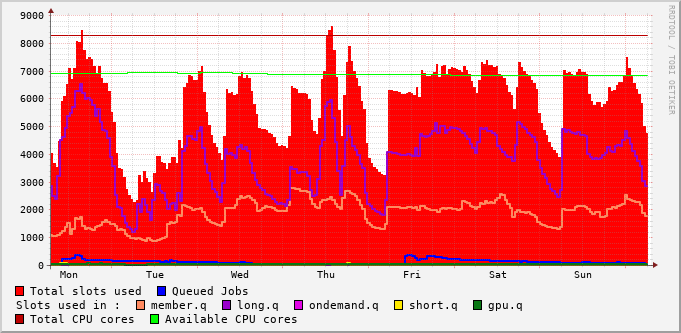 9000
8000
7000
6000
5000
4000
3000
2000
1000
0
Mon Tue Wed Thu Fri Sat Sun
RRDTOOL / TOBI OETIKER
Total slots used Queued Jobs
Slots used in : member.q long.q ondemand.q short.q gpu.q
Total CPU cores Available CPU cores